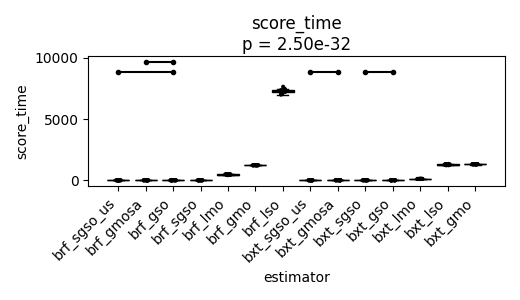 score_time
p = 2.50e-32
10000
5000
0
score_time
brf_sgso_us
brf_gmosa
brf_gso
brf_sgso
brf_lmo
brf_gmo
brf_lso
bxt_sgso_us
bxt_gmosa
bxt_sgso
bxt_gso
bxt_lmo
bxt_lso
bxt_gmo
estimator